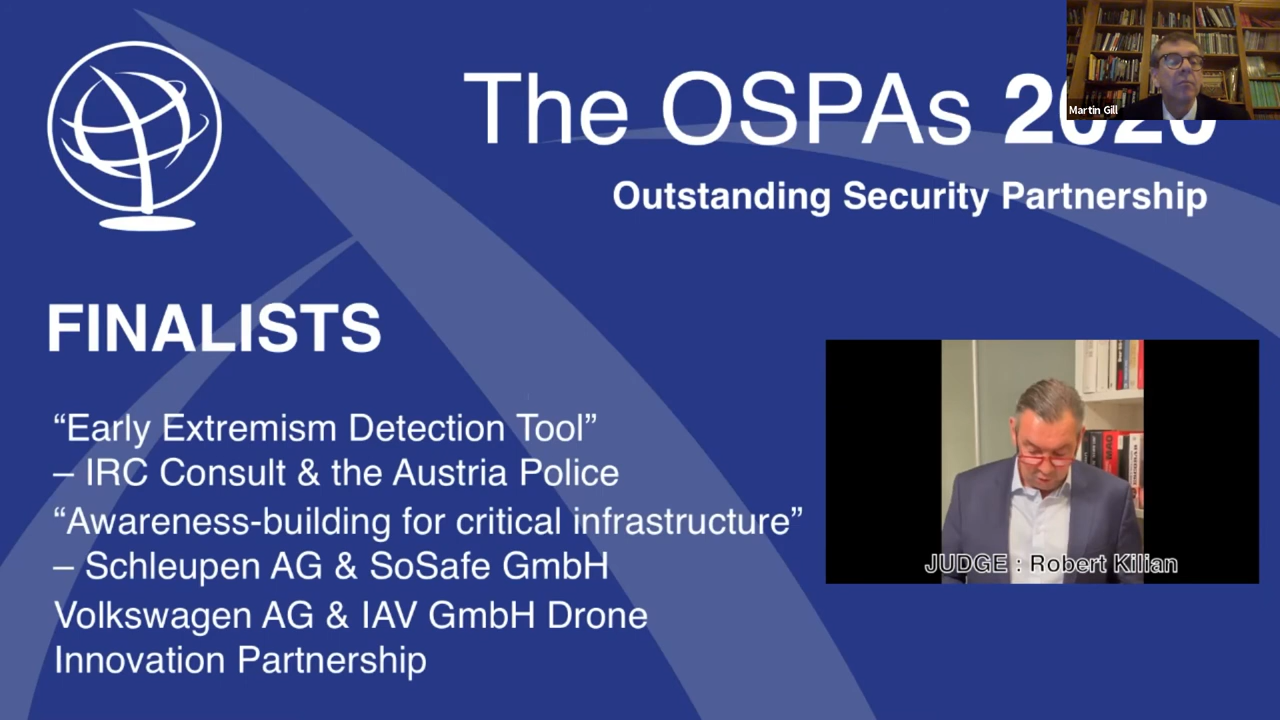 The OSPAs 2020
Martin Gill
Outstanding Security Partnership
FINALISTS
“Early Extremism Detection Tool”
– IRC Consult & the Austria Police
“Awareness-building for critical infrastructure”
– Schleupen AG & SoSafe GmbH
Volkswagen AG & IAV GmbH Drone
Innovation Partnership
JUDGE : Robert Kilian